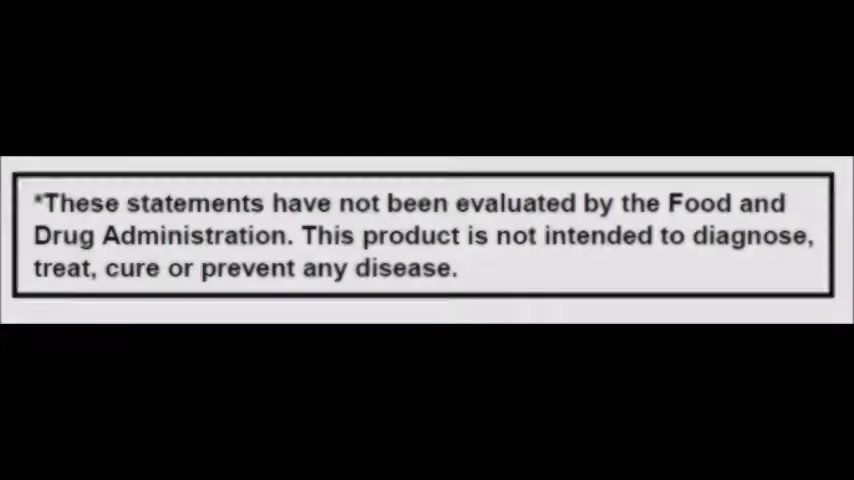 *These statements have not been evaluated by the Food and
Drug Administration. This product is not intended to diagnose,
treat, cure or prevent any disease.